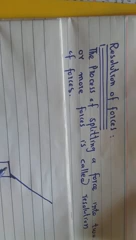 Resolution of forces:
The Process of splitting a force into two
or more forces is called resolution
of forces.